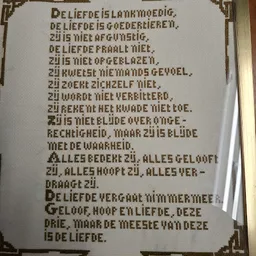 DE LIEFDE IS LANKMOEDIG,
DE LIEFDE IS GOEDERTIEREN,
ZIJ IS NIET AFGUNSTIG,
DE LIEFDE PRAALT NIET,
ZIJ IS NIET OPGEBLAZEN,
ZIJ KWETST NIEMANDS GEVOEL,
ZIJ ZOEKT ZICHZELF NIET,
ZIJ WORDT NIET VERBITTERD,
ZIJ REKENT HET KWADE NIET TOE.
ZIJ IS NIET BLIJDE OVER ONGE-
RECHTIGHEID, MAAR ZIJ IS BLIJDE
MET DE WAARHEID.
ALLES BEDEKT ZIJ, ALLES GELOOFT
ZIJ, ALLES HOOPT ZIJ, ALLES VER-
DRAAGT ZIJ.
DE LIEFDE VERGAAT NIMMERMEER.
GELOOF, HOOP EN LIEFDE, DEZE
DRIE, MAAR DE MEESTE VAN DEZE
IS DE LIEFDE.